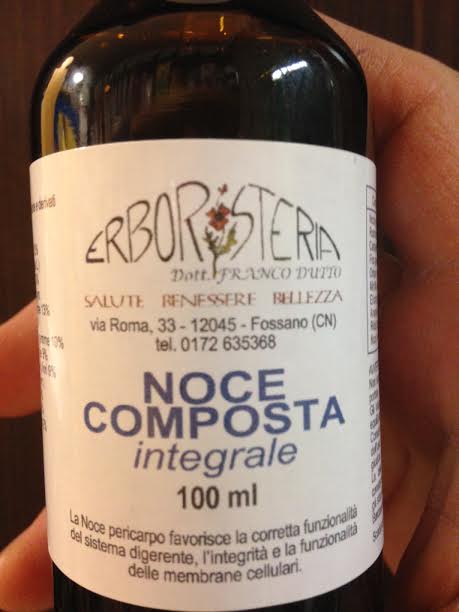 ERBORISTERIA
Dott. FRANCO DUTTO
SALUTE BENESSERE BELLEZZA
via Roma, 33 - 12045 - Fossano (CN)
tel. 0172 635368
NOCE
COMPOSTA
integrale
100 ml
La Noce pericarpo favorisce la corretta funzionalità
del sistema digerente, l'integrità e la funzionalità
delle membrane cellulari.